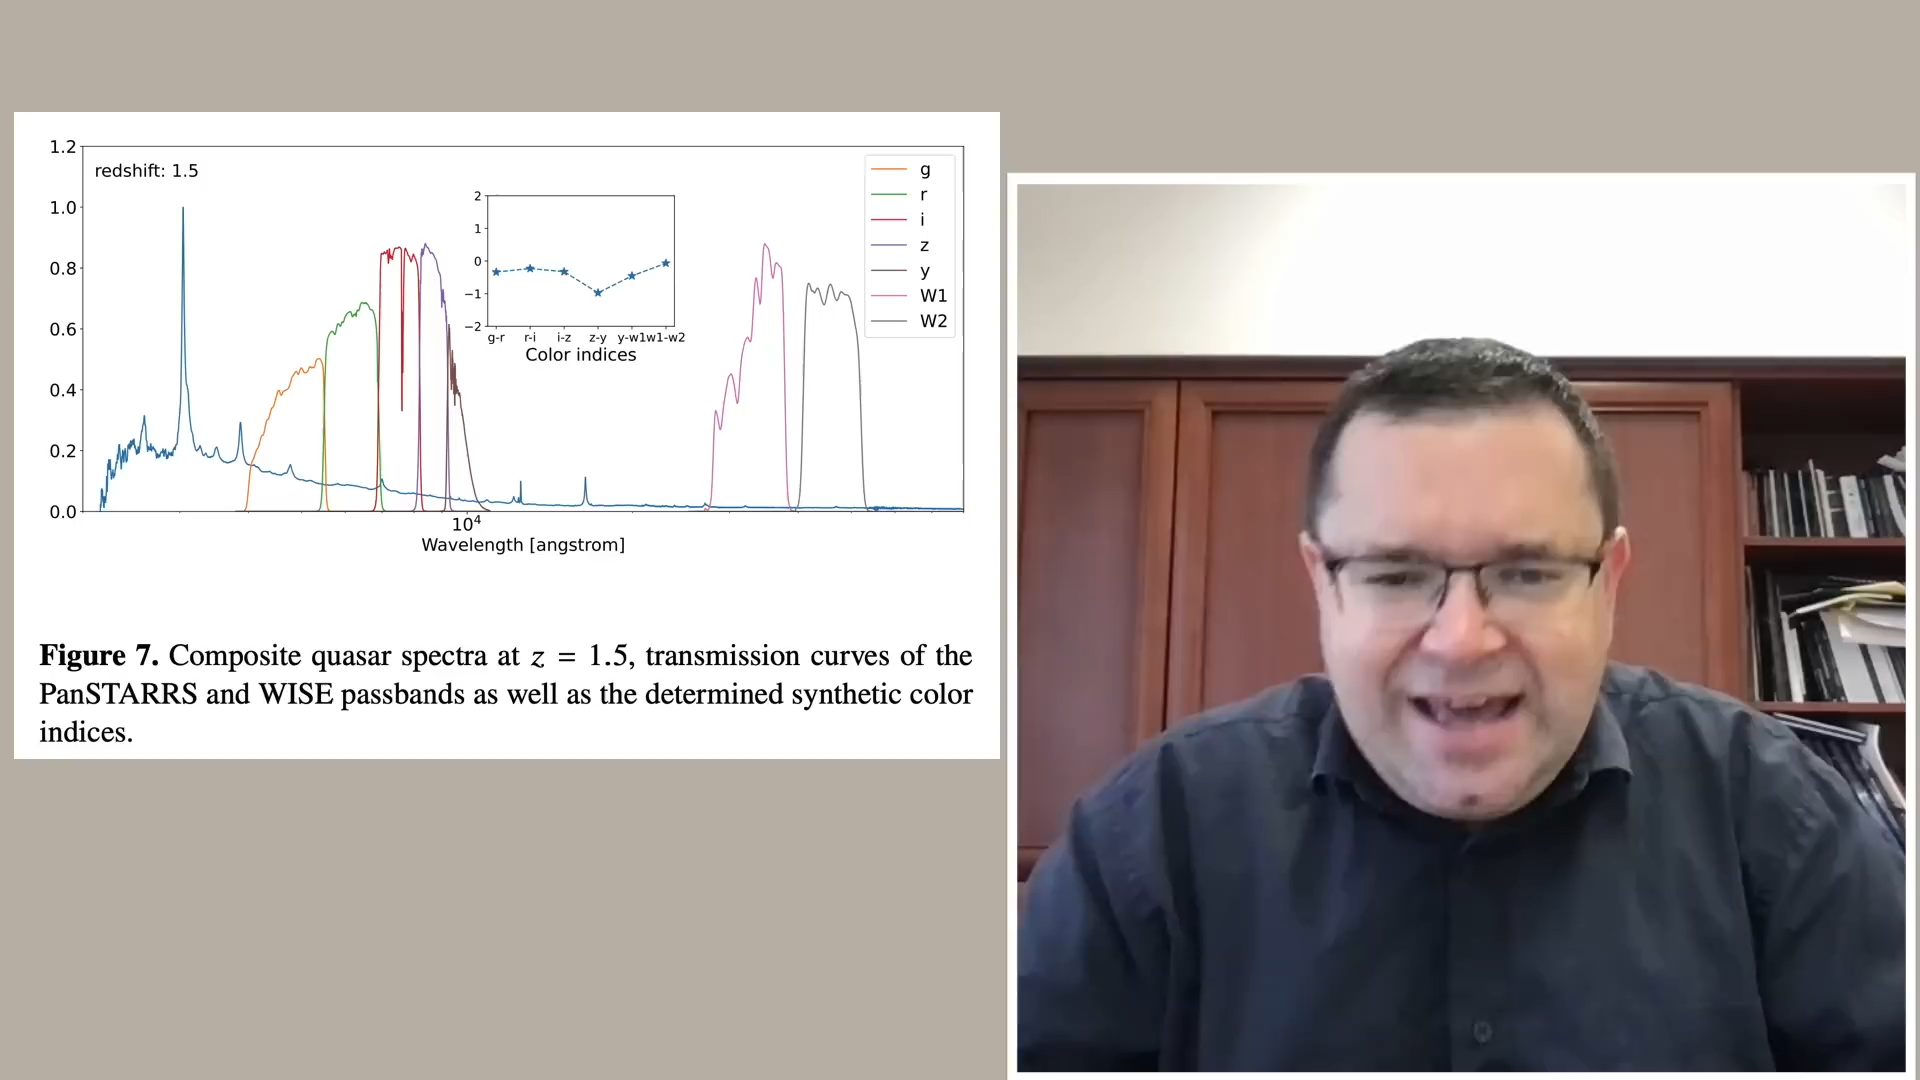 1.2
redshift: 1.5
1.0
0.8
0.6
0.4
0.2
0.0
10⁴
Wavelength [angstrom]
2
1
0
−1
−2
g-r r-i i-z z-y y-w1 w1-w2
Color indices
g
r
i
z
y
W1
W2
Figure 7. Composite quasar spectra at z = 1.5, transmission curves of the
PanSTARRS and WISE passbands as well as the determined synthetic color
indices.